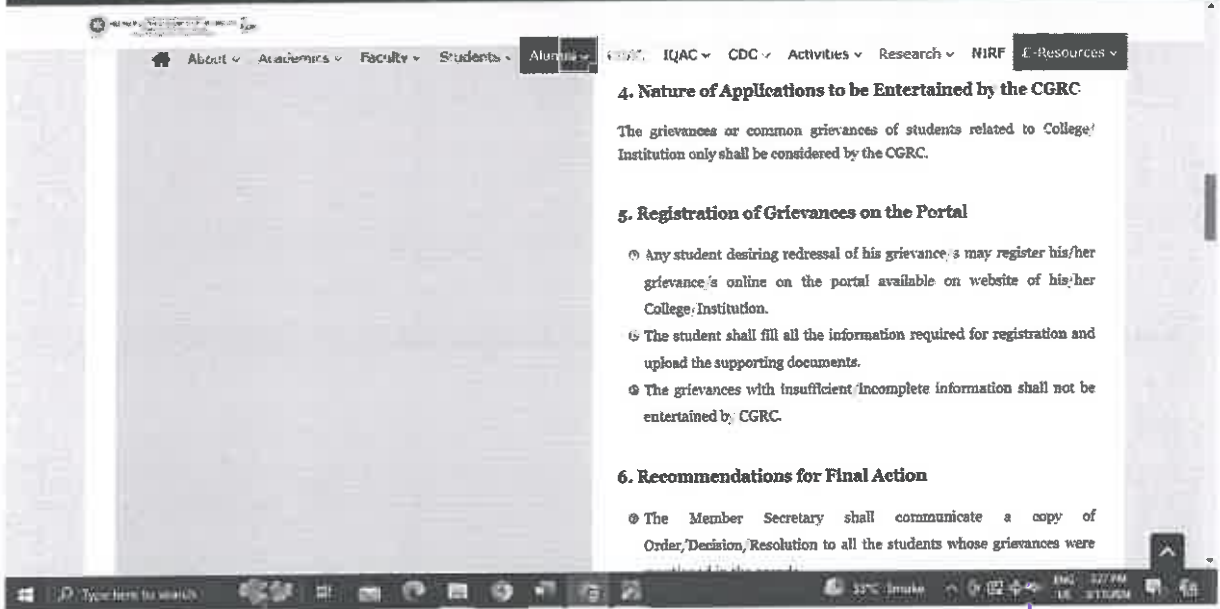 About Academics Faculty Students Alumni IQAC CDC Activities Research NIRF E-Resources
4. Nature of Applications to be Entertained by the CGRC
The grievances or common grievances of students related to College/
Institution only shall be considered by the CGRC.
5. Registration of Grievances on the Portal
Any student desiring redressal of his grievance/s may register his/her
grievance/s online on the portal available on website of his/her
College/Institution.
The student shall fill all the information required for registration and
upload the supporting documents.
The grievances with insufficient/incomplete information shall not be
entertained by CGRC.
6. Recommendations for Final Action
The Member Secretary shall communicate a copy of
Order/Decision/Resolution to all the students whose grievances were
Type here to search 33°C Smoke ENG 3:27 PM